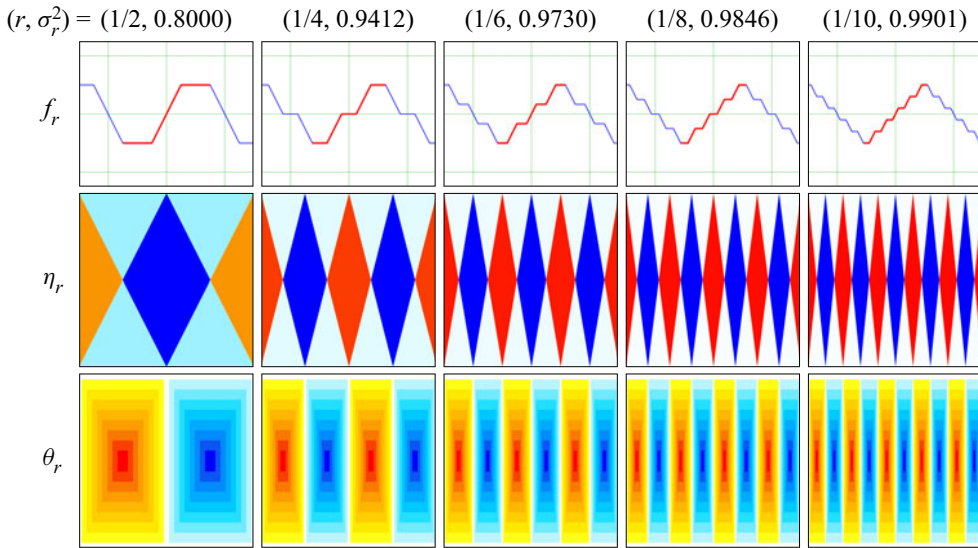 (r, σ_r^2) = (1/2, 0.8000) (1/4, 0.9412) (1/6, 0.9730) (1/8, 0.9846) (1/10, 0.9901)
f_r
η_r
θ_r